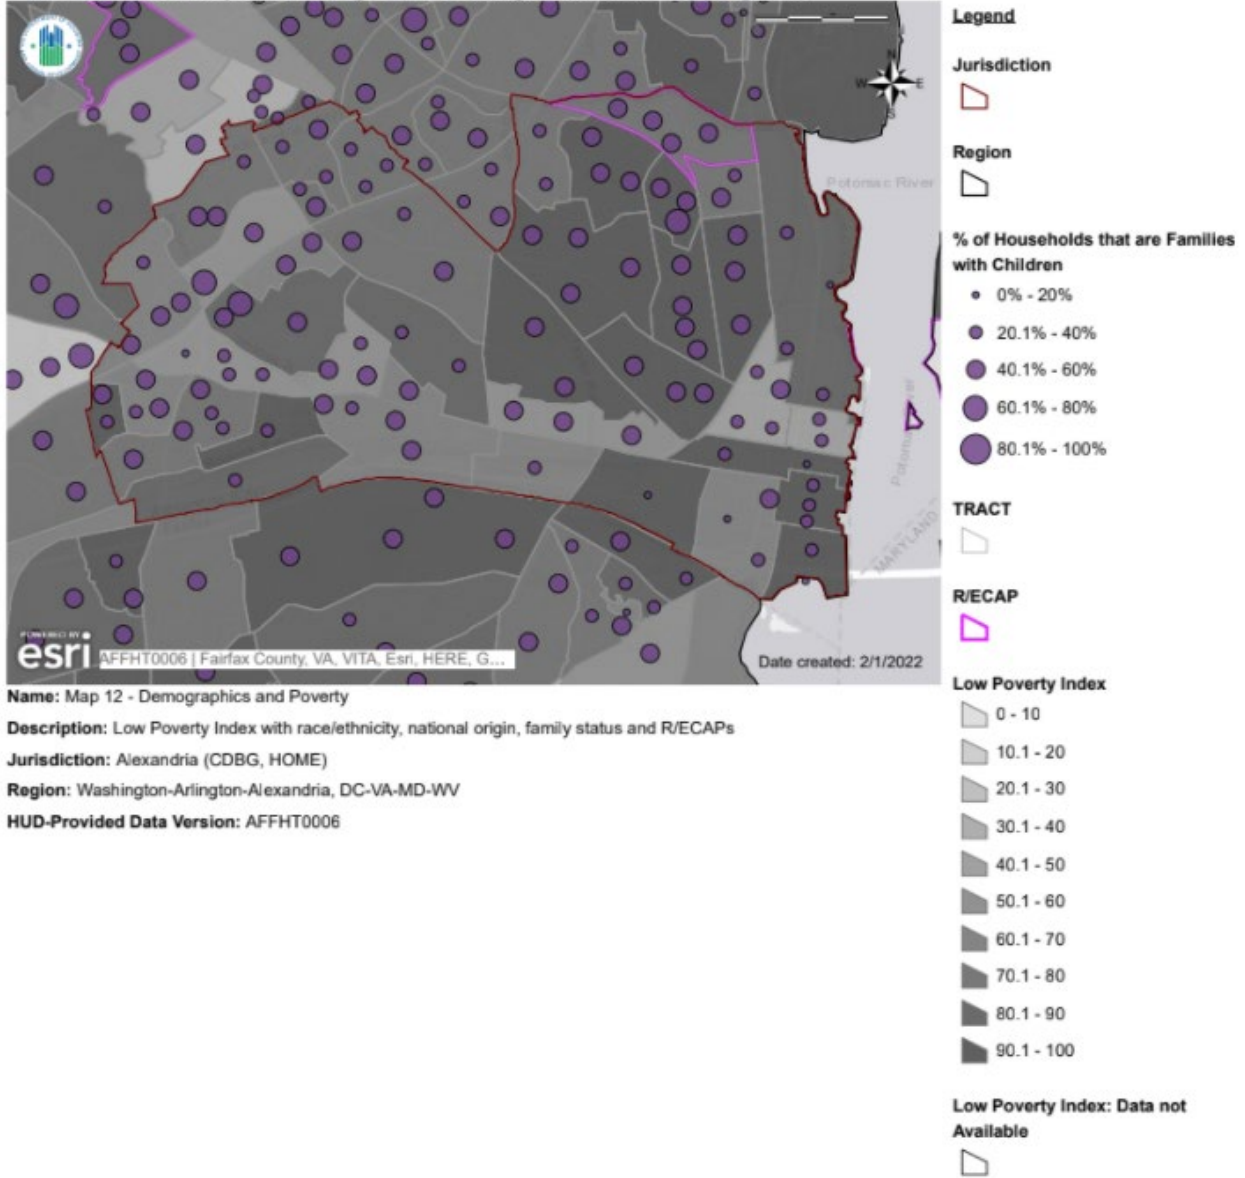 N
W
E
S
Potomac River
Potomac River
MARYLAND
POWERED BY
esri
AFFHT0006 | Fairfax County, VA, VITA, Esri, HERE, G...
Date created: 2/1/2022
Name: Map 12 - Demographics and Poverty
Description: Low Poverty Index with race/ethnicity, national origin, family status and R/ECAPs
Jurisdiction: Alexandria (CDBG, HOME)
Region: Washington-Arlington-Alexandria, DC-VA-MD-WV
HUD-Provided Data Version: AFFHT0006
Legend
Jurisdiction
Region
% of Households that are Families
with Children
0% - 20%
20.1% - 40%
40.1% - 60%
60.1% - 80%
80.1% - 100%
TRACT
R/ECAP
Low Poverty Index
0 - 10
10.1 - 20
20.1 - 30
30.1 - 40
40.1 - 50
50.1 - 60
60.1 - 70
70.1 - 80
80.1 - 90
90.1 - 100
Low Poverty Index: Data not
Available